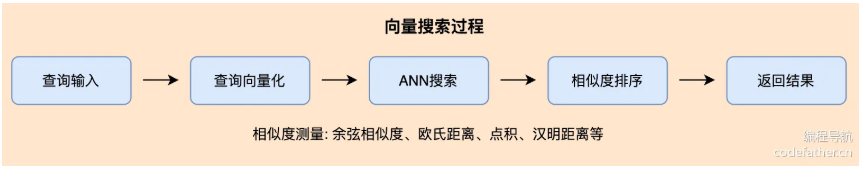 向量搜索过程
查询输入
查询向量化
ANN搜索
相似度排序
返回结果
相似度测量: 余弦相似度、欧氏距离、点积、汉明距离等
编程导航
codefather.cn